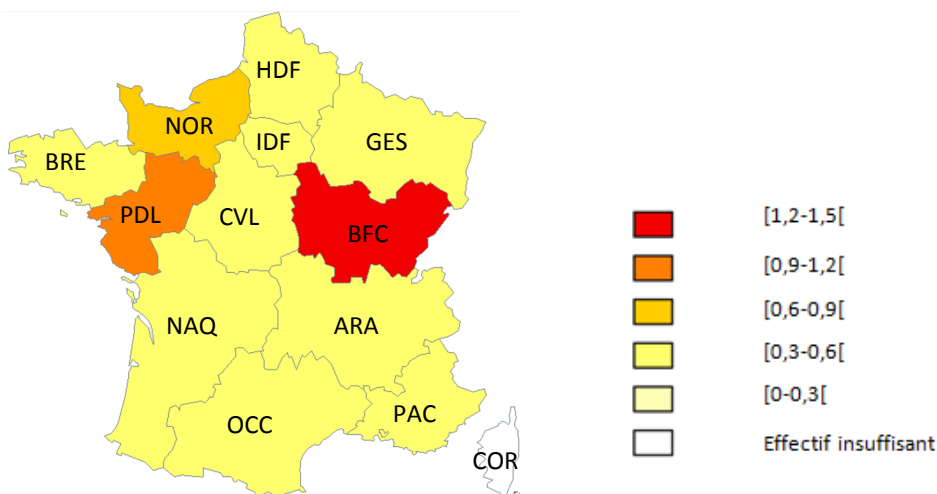 HDF
NOR
IDF
GES
BRE
PDL
CVL
BFC
NAQ
ARA
OCC
PAC
COR
[1,2-1,5[
[0,9-1,2[
[0,6-0,9[
[0,3-0,6[
[0-0,3[
Effectif insuffisant